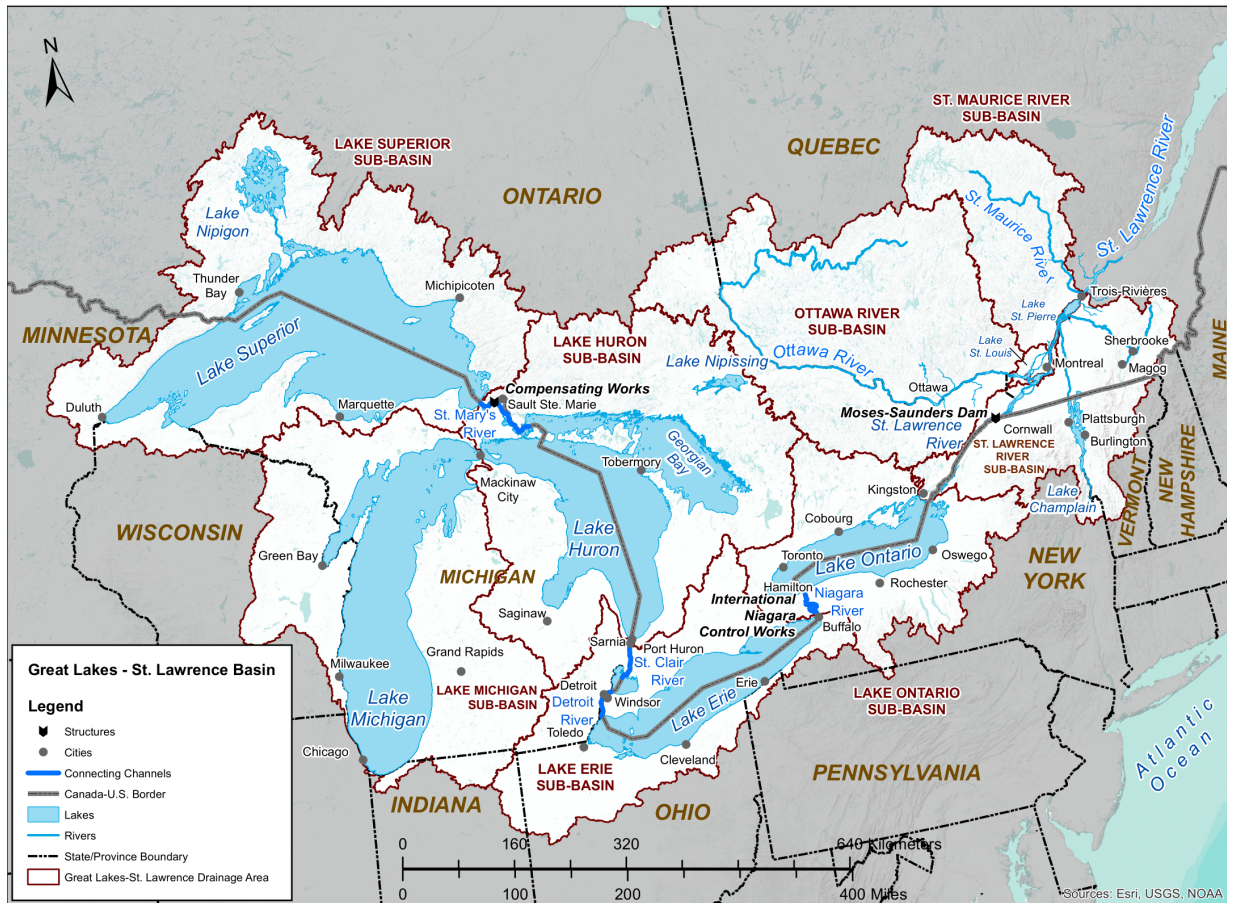 N
ST. MAURICE RIVER
SUB-BASIN
LAKE SUPERIOR
SUB-BASIN
QUEBEC
ONTARIO
St. Maurice River
St. Lawrence River
Lake
Nipigon
Thunder
Bay
Michipicoten
Trois-Rivières
Lake
St. Pierre
MINNESOTA
OTTAWA RIVER
SUB-BASIN
LAKE HURON
SUB-BASIN
Lake Superior
Lake
St. Louis
Sherbrooke
MAINE
Lake Nipissing
Ottawa River
Montreal
Magog
Compensating Works
Sault Ste. Marie
Ottawa
Duluth
Marquette
St. Mary's
River
Moses-Saunders Dam
St. Lawrence
River
Cornwall
Plattsburgh
Burlington
ST. LAWRENCE
RIVER
SUB-BASIN
Georgian
Bay
Tobermory
Mackinaw
City
Kingston
Lake
Champlain
VERMONT
NEW
HAMPSHIRE
WISCONSIN
Lake
Huron
Cobourg
Green Bay
Toronto
Lake Ontario
Oswego
NEW
YORK
MICHIGAN
Hamilton
Rochester
International
Niagara
Control Works
Niagara
River
Buffalo
Saginaw
Sarnia
Port Huron
Grand Rapids
St. Clair
River
Milwaukee
LAKE MICHIGAN
SUB-BASIN
Detroit
Windsor
Detroit
River
Erie
LAKE ONTARIO
SUB-BASIN
Lake
Michigan
Lake Erie
Toledo
Chicago
Cleveland
LAKE ERIE
SUB-BASIN
PENNSYLVANIA
Atlantic
Ocean
INDIANA
OHIO
Great Lakes - St. Lawrence Basin
Legend
Structures
Cities
Connecting Channels
Canada-U.S. Border
Lakes
Rivers
State/Province Boundary
Great Lakes-St. Lawrence Drainage Area
0 160 320 640 Kilometers
0 100 200 400 Miles
Sources: Esri, USGS, NOAA